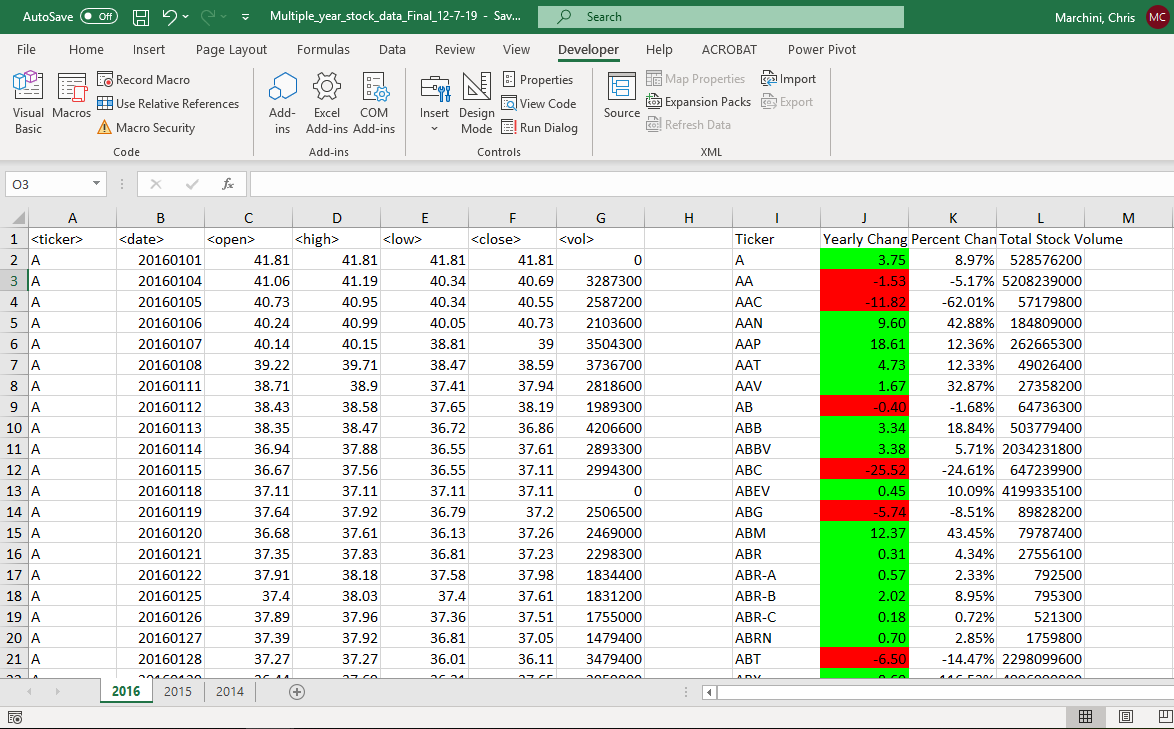 AutoSave Off Multiple_year_stock_data_Final_12-7-19 - Sav... Search Marchini, Chris MC
File Home Insert Page Layout Formulas Data Review View Developer Help ACROBAT Power Pivot
Visual Basic
Macros
Record Macro
Use Relative References
Macro Security
Code
Add-ins
Excel Add-ins
COM Add-ins
Add-ins
Insert
Design Mode
Properties
View Code
Run Dialog
Controls
Source
Map Properties
Expansion Packs
Refresh Data
Import
Export
XML
O3 fx
A B C D E F G H I J K L M
1 <ticker> <date> <open> <high> <low> <close> <vol> Ticker Yearly Chang Percent Chan Total Stock Volume
2 A 20160101 41.81 41.81 41.81 41.81 0 A 3.75 8.97% 528576200
3 A 20160104 41.06 41.19 40.34 40.69 3287300 AA -1.53 -5.17% 5208239000
4 A 20160105 40.73 40.95 40.34 40.55 2587200 AAC -11.82 -62.01% 57179800
5 A 20160106 40.24 40.99 40.05 40.73 2103600 AAN 9.60 42.88% 184809000
6 A 20160107 40.14 40.15 38.81 39 3504300 AAP 18.61 12.36% 262665300
7 A 20160108 39.22 39.71 38.47 38.59 3736700 AAT 4.73 12.33% 49026400
8 A 20160111 38.71 38.9 37.41 37.94 2818600 AAV 1.67 32.87% 27358200
9 A 20160112 38.43 38.58 37.65 38.19 1989300 AB -0.40 -1.68% 64736300
10 A 20160113 38.35 38.47 36.72 36.86 4206600 ABB 3.34 18.84% 503779400
11 A 20160114 36.94 37.88 36.55 37.61 2893300 ABBV 3.38 5.71% 2034231800
12 A 20160115 36.67 37.56 36.55 37.11 2994300 ABC -25.52 -24.61% 647239900
13 A 20160118 37.11 37.11 37.11 37.11 0 ABEV 0.45 10.09% 4199335100
14 A 20160119 37.64 37.92 36.79 37.2 2506500 ABG -5.74 -8.51% 89828200
15 A 20160120 36.68 37.61 36.13 37.26 2469000 ABM 12.37 43.45% 79787400
16 A 20160121 37.35 37.83 36.81 37.23 2298300 ABR 0.31 4.34% 27556100
17 A 20160122 37.91 38.18 37.58 37.98 1834400 ABR-A 0.57 2.33% 792500
18 A 20160125 37.4 38.03 37.4 37.61 1831200 ABR-B 2.02 8.95% 795300
19 A 20160126 37.89 37.96 37.36 37.51 1755000 ABR-C 0.18 0.72% 521300
20 A 20160127 37.39 37.92 36.81 37.05 1479400 ABRN 0.70 2.85% 1759800
21 A 20160128 37.27 37.27 36.01 36.11 3479400 ABT -6.50 -14.47% 2298099600
2016 2015 2014